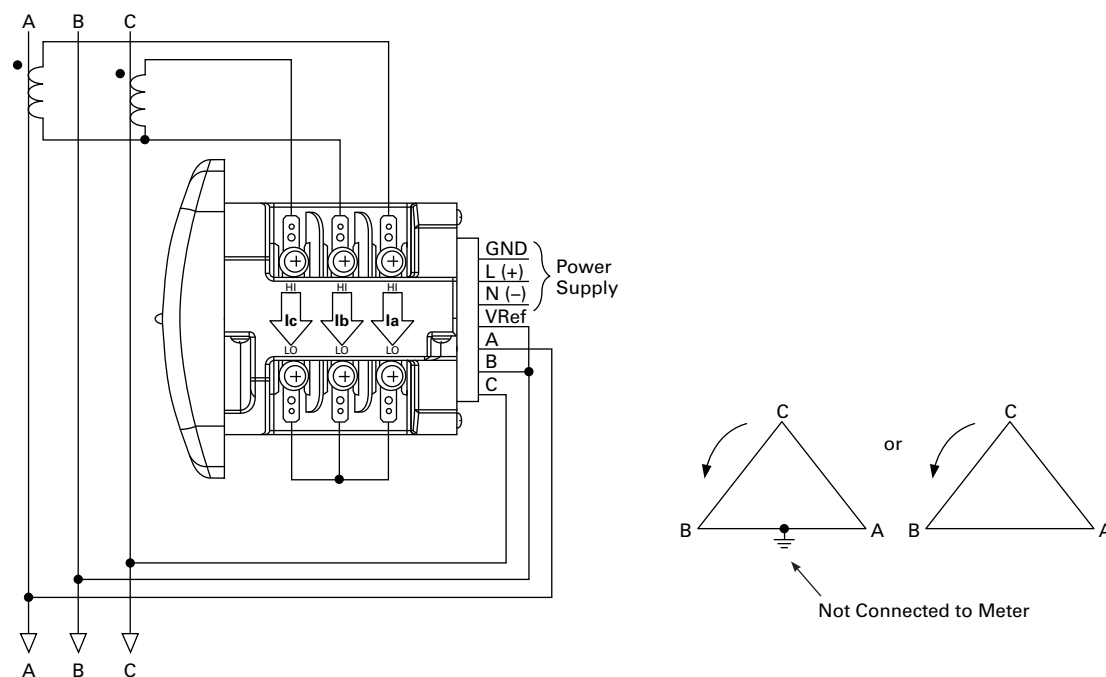 A B C
GND
L (+)
N (–)
Power
Supply
VRef
A
B
C
HI HI HI
Ic Ib Ia
LO LO LO
C
or
C
B
A
B
A
Not Connected to Meter
A B C